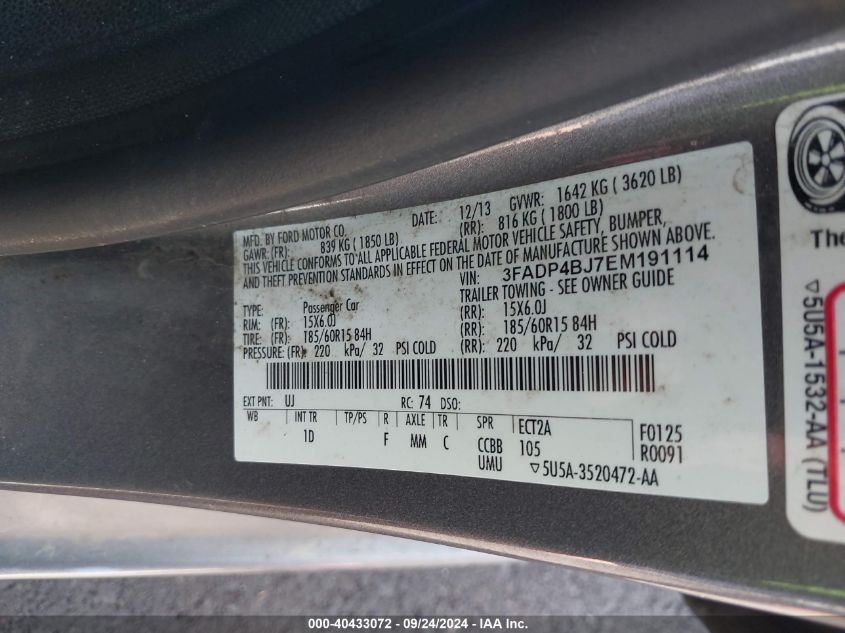 MFD. BY FORD MOTOR CO.
DATE: 12/13 GVWR: 1642 KG ( 3620 LB)
GAWR: (FR): 839 KG ( 1850 LB) (RR): 816 KG ( 1800 LB)
THIS VEHICLE CONFORMS TO ALL APPLICABLE FEDERAL MOTOR VEHICLE SAFETY, BUMPER,
AND THEFT PREVENTION STANDARDS IN EFFECT ON THE DATE OF MANUFACTURE SHOWN ABOVE.
VIN: 3FADP4BJ7EM191114
TYPE: Passenger Car TRAILER TOWING - SEE OWNER GUIDE
RIM: (FR): 15X6.0J (RR): 15X6.0J
TIRE: (FR): 185/60R15 84H (RR): 185/60R15 84H
PRESSURE: (FR): 220 kPa/ 32 PSI COLD (RR): 220 kPa/ 32 PSI COLD
EXT PNT: UJ RC: 74 DSO:
WB INT TR TP/PS R AXLE TR SPR ECT2A F0125
1D F MM C CCBB 105 R0091
UMU ▽5U5A-3520472-AA
The
▽5U5A-1532-AA (TLU)
000-40433072 - 09/24/2024 - IAA Inc.